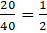 20/40 = 1/2